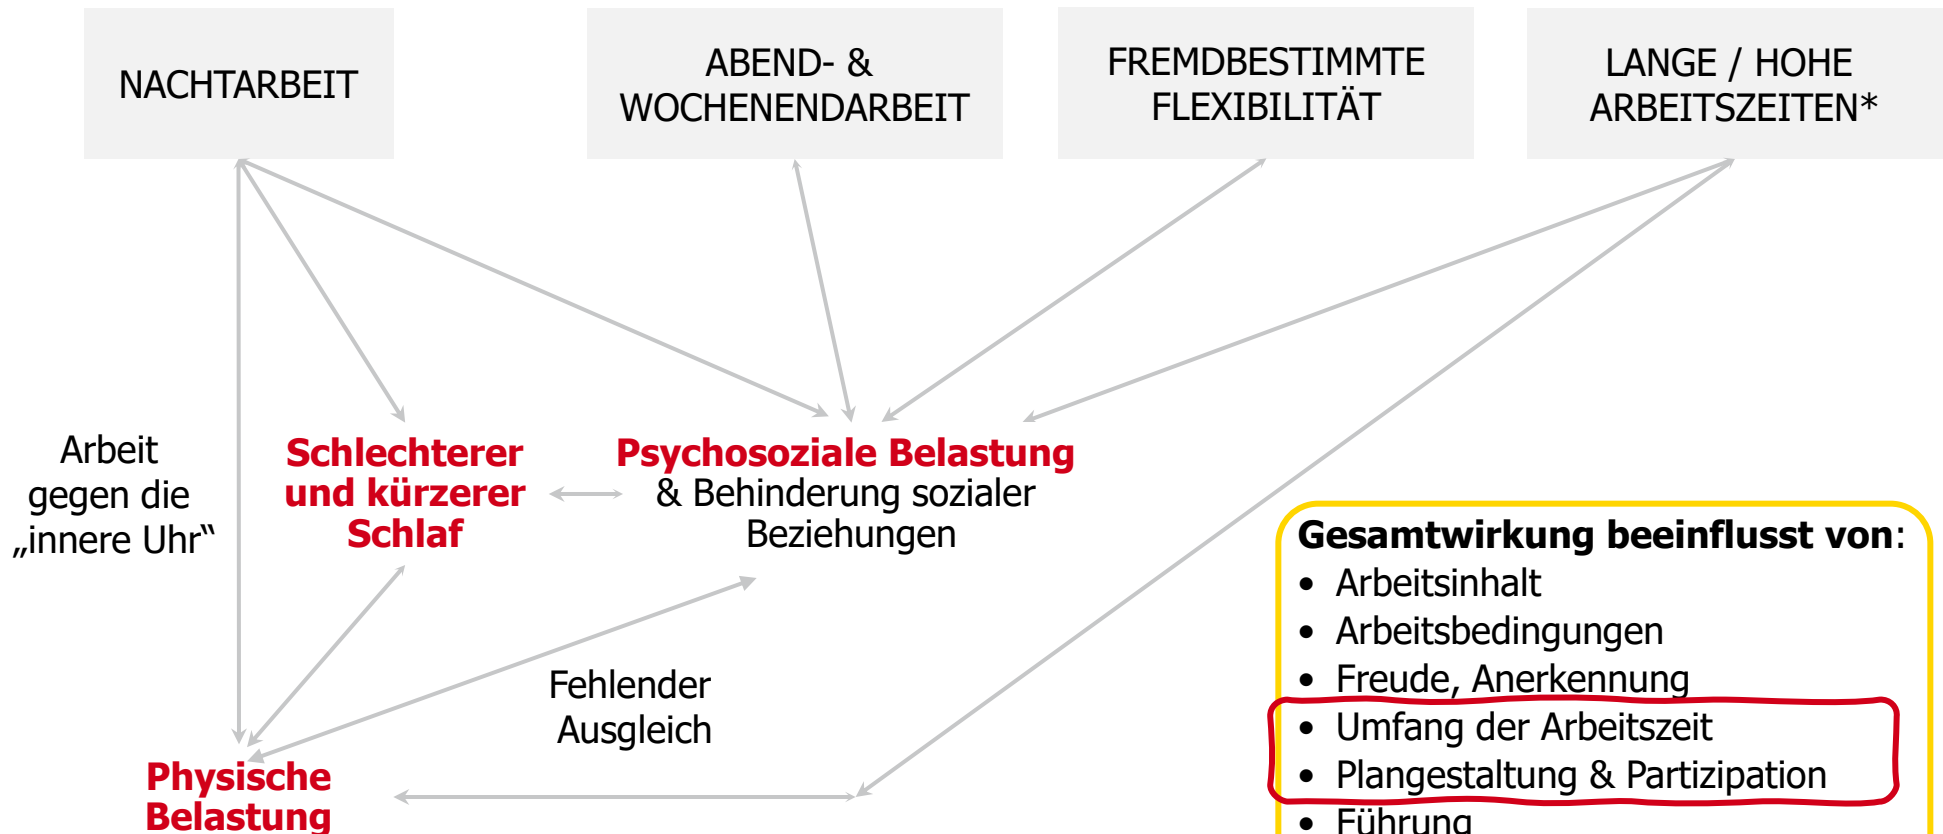 NACHTARBEIT
ABEND- &
WOCHENENDARBEIT
FREMDBESTIMMTE
FLEXIBILITÄT
LANGE / HOHE
ARBEITSZEITEN*
Arbeit
gegen die
„innere Uhr“
Schlechterer
und kürzerer
Schlaf
Psychosoziale Belastung
& Behinderung sozialer
Beziehungen
Fehlender
Ausgleich
Physische
Belastung
Gesamtwirkung beeinflusst von:
• Arbeitsinhalt
• Arbeitsbedingungen
• Freude, Anerkennung
• Umfang der Arbeitszeit
• Plangestaltung & Partizipation
• Führung